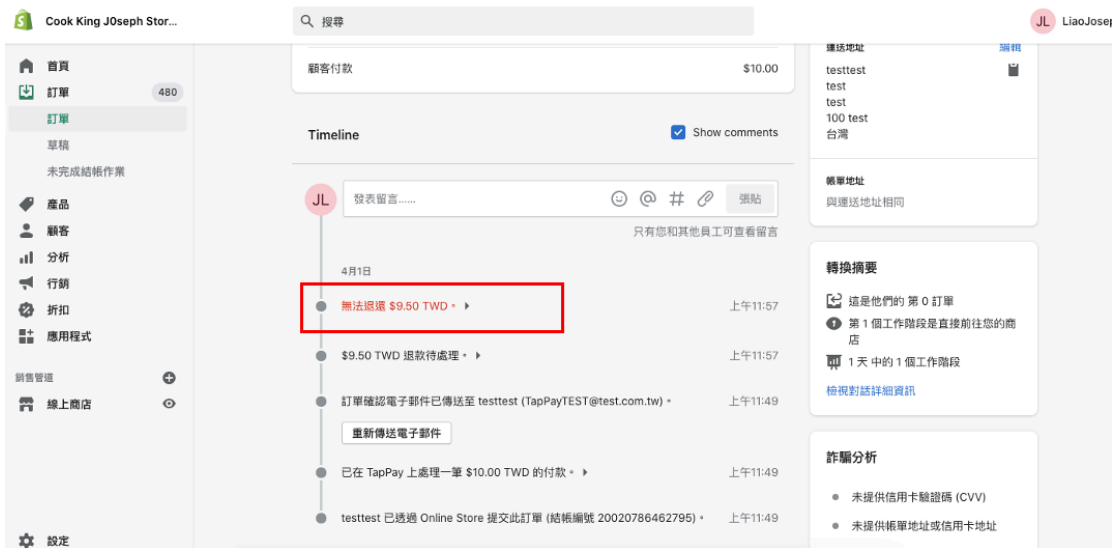 Cook King J0seph Stor...
搜尋
JL LiaoJosep
首頁
訂單 480
訂單
草稿
未完成結帳作業
產品
顧客
分析
行銷
折扣
應用程式
銷售管道
線上商店
設定
顧客付款 $10.00
Timeline
Show comments
JL 發表留言...... 張貼
只有您和其他員工可查看留言
4月1日
無法退還 $9.50 TWD。 上午11:57
$9.50 TWD 退款待處理。 上午11:57
訂單確認電子郵件已傳送至 testtest (TapPayTEST@test.com.tw)。 上午11:49
重新傳送電子郵件
已在 TapPay 上處理一筆 $10.00 TWD 的付款。 上午11:49
testtest 已透過 Online Store 提交此訂單 (結帳編號 20020786462795)。 上午11:49
運送地址 編輯
testtest
test
test
100 test
台灣
帳單地址
與運送地址相同
轉換摘要
這是他們的 第 0 訂單
第 1 個工作階段是直接前往您的商
店
1 天 中的 1 個工作階段
檢視對話詳細資訊
詐騙分析
未提供信用卡驗證碼 (CVV)
未提供帳單地址或信用卡地址